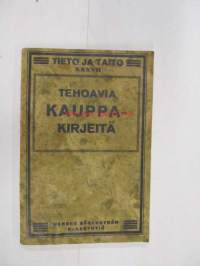 TIETO JA TAITO
XXXVII
TEHOAVIA
KAUPPA-
KIRJEITÄ
WERNER SÖDERSTRÖM
OSAKEYHTIÖ